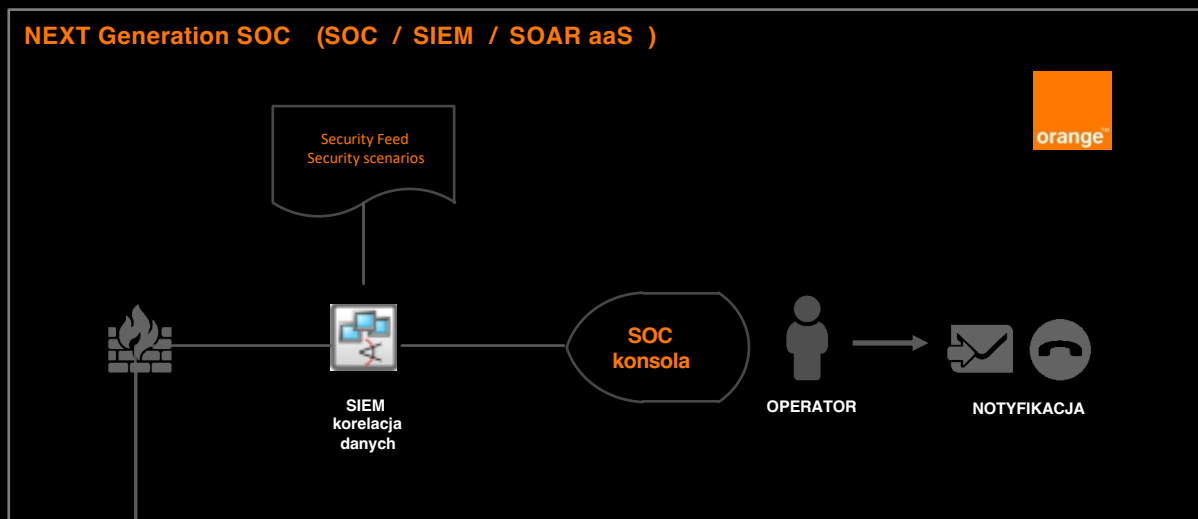 NEXT Generation SOC (SOC / SIEM / SOAR aaS )
Security Feed
Security scenarios
orange™
SOC
konsola
SIEM
korelacja
danych
OPERATOR
NOTYFIKACJA